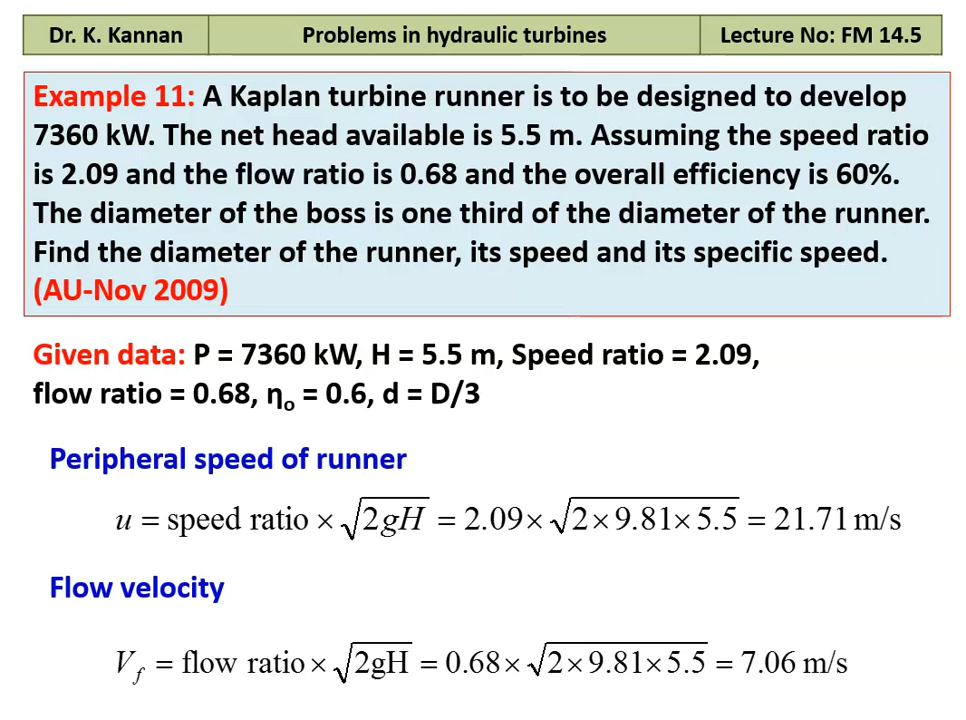 Dr. K. Kannan Problems in hydraulic turbines Lecture No: FM 14.5
Example 11: A Kaplan turbine runner is to be designed to develop
7360 kW. The net head available is 5.5 m. Assuming the speed ratio
is 2.09 and the flow ratio is 0.68 and the overall efficiency is 60%.
The diameter of the boss is one third of the diameter of the runner.
Find the diameter of the runner, its speed and its specific speed.
(AU-Nov 2009)
Given data: P = 7360 kW, H = 5.5 m, Speed ratio = 2.09,
flow ratio = 0.68, ηₒ = 0.6, d = D/3
Peripheral speed of runner
u = speed ratio × √2gH = 2.09 × √2 × 9.81 × 5.5 = 21.71 m/s
Flow velocity
V_f = flow ratio × √2gH = 0.68 × √2 × 9.81 × 5.5 = 7.06 m/s